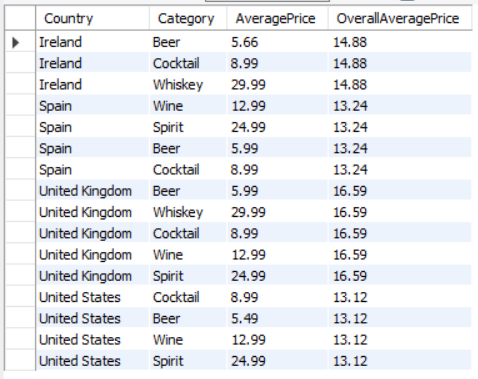 Country Category AveragePrice OverallAveragePrice
Ireland Beer 5.66 14.88
Ireland Cocktail 8.99 14.88
Ireland Whiskey 29.99 14.88
Spain Wine 12.99 13.24
Spain Spirit 24.99 13.24
Spain Beer 5.99 13.24
Spain Cocktail 8.99 13.24
United Kingdom Beer 5.99 16.59
United Kingdom Whiskey 29.99 16.59
United Kingdom Cocktail 8.99 16.59
United Kingdom Wine 12.99 16.59
United Kingdom Spirit 24.99 16.59
United States Cocktail 8.99 13.12
United States Beer 5.49 13.12
United States Wine 12.99 13.12
United States Spirit 24.99 13.12